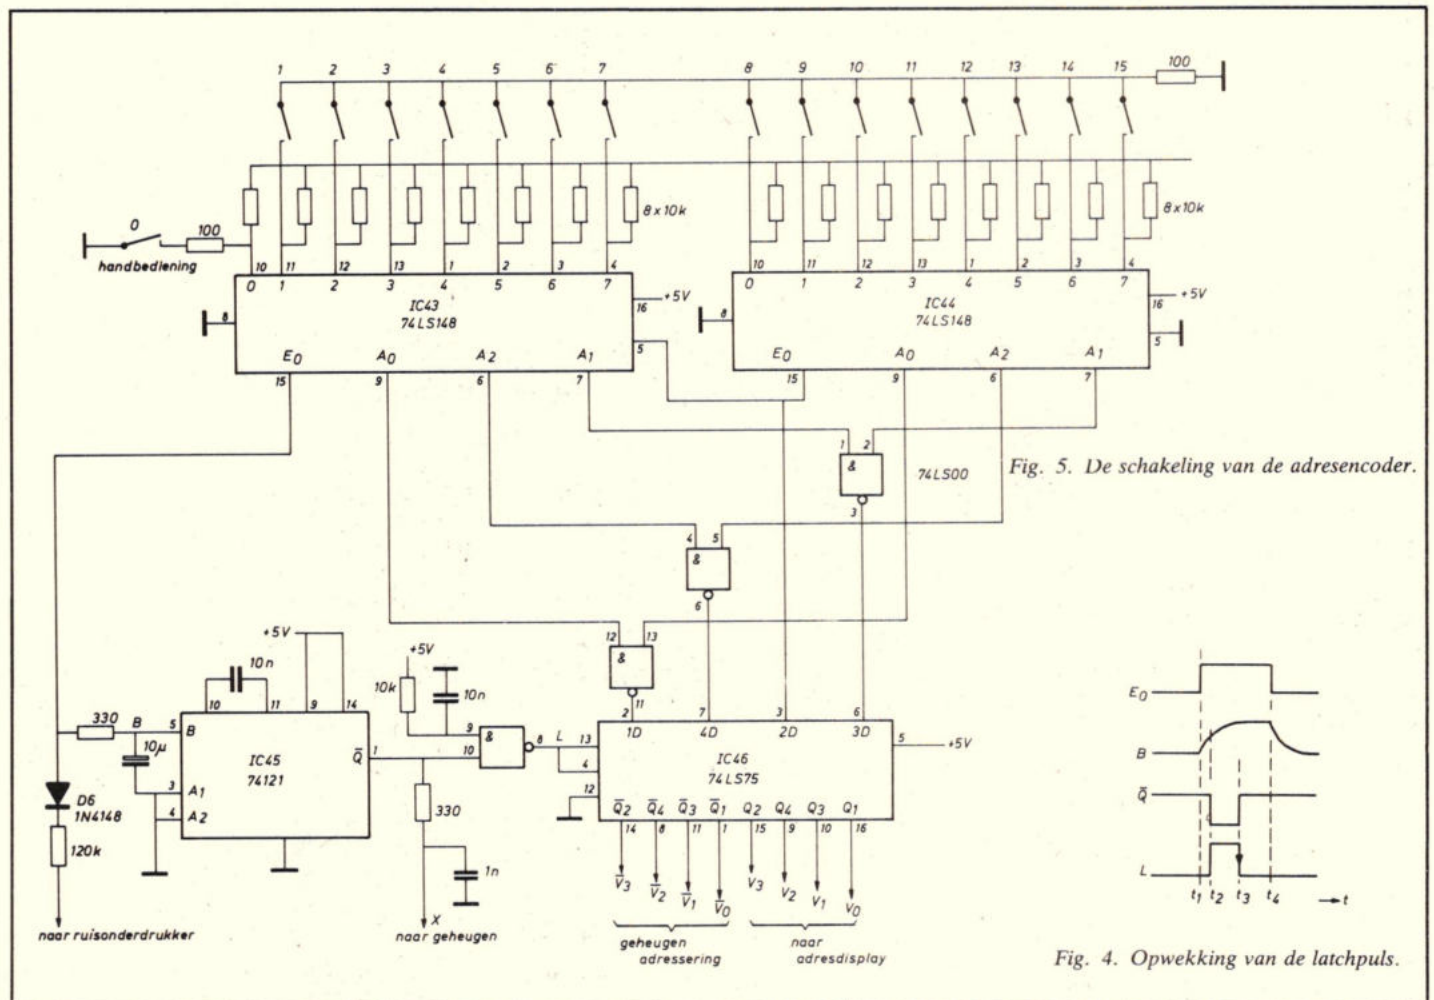 1 2 3 4 5 6 7 8 9 10 11 12 13 14 15 100
8x10k 8x10k
0 100
handbediening
10 11 12 13 1 2 3 4 10 11 12 13 1 2 3 4
0 1 2 3 4 5 6 7 0 1 2 3 4 5 6 7
+5V +5V
16 16
IC43 IC44
74LS148 74LS148
8 8
5 5
E0 A0 A2 A1 E0 A0 A2 A1
15 9 6 7 15 9 6 7
1 2
&
74LS00
3
Fig. 5. De schakeling van de adresencoder.
4 5
&
6
12 13
&
11
+5V
10n
10 11 9 14
330 B 5 B
10µ
IC45
74121
Q̅ 1
3 A1
4 A2
D6
1N4148
120k
naar ruisonderdrukker
+5V
10k
10n
9
10
&
8 L 13
4
12
330
1n
X
naar geheugen
2 7 3 6
1D 4D 2D 3D
5 +5V
IC46
74LS75
Q̅2 Q̅4 Q̅3 Q̅1 Q2 Q4 Q3 Q1
14 8 11 1 15 9 10 16
V̅3 V̅2 V̅1 V̅0 V3 V2 V1 V0
geheugen
adressering
naar
adresdisplay
E0
B
Q̅
L
t1 t2 t3 t4 t
Fig. 4. Opwekking van de latchpuls.